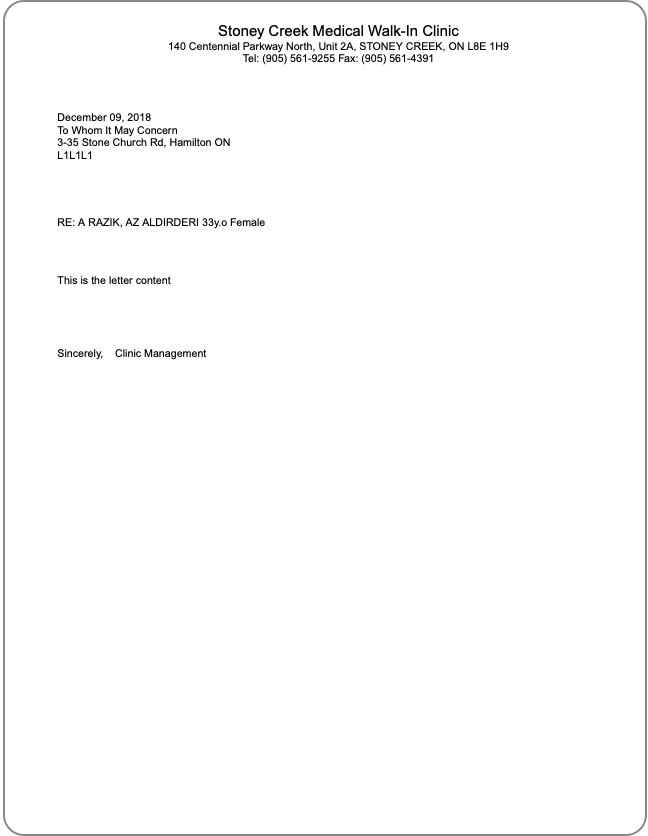 Stoney Creek Medical Walk-In Clinic
140 Centennial Parkway North, Unit 2A, STONEY CREEK, ON L8E 1H9
Tel: (905) 561-9255 Fax: (905) 561-4391
December 09, 2018
To Whom It May Concern
3-35 Stone Church Rd, Hamilton ON
L1L1L1
RE: A RAZIK, AZ ALDIRDERI 33y.o Female
This is the letter content
Sincerely, Clinic Management